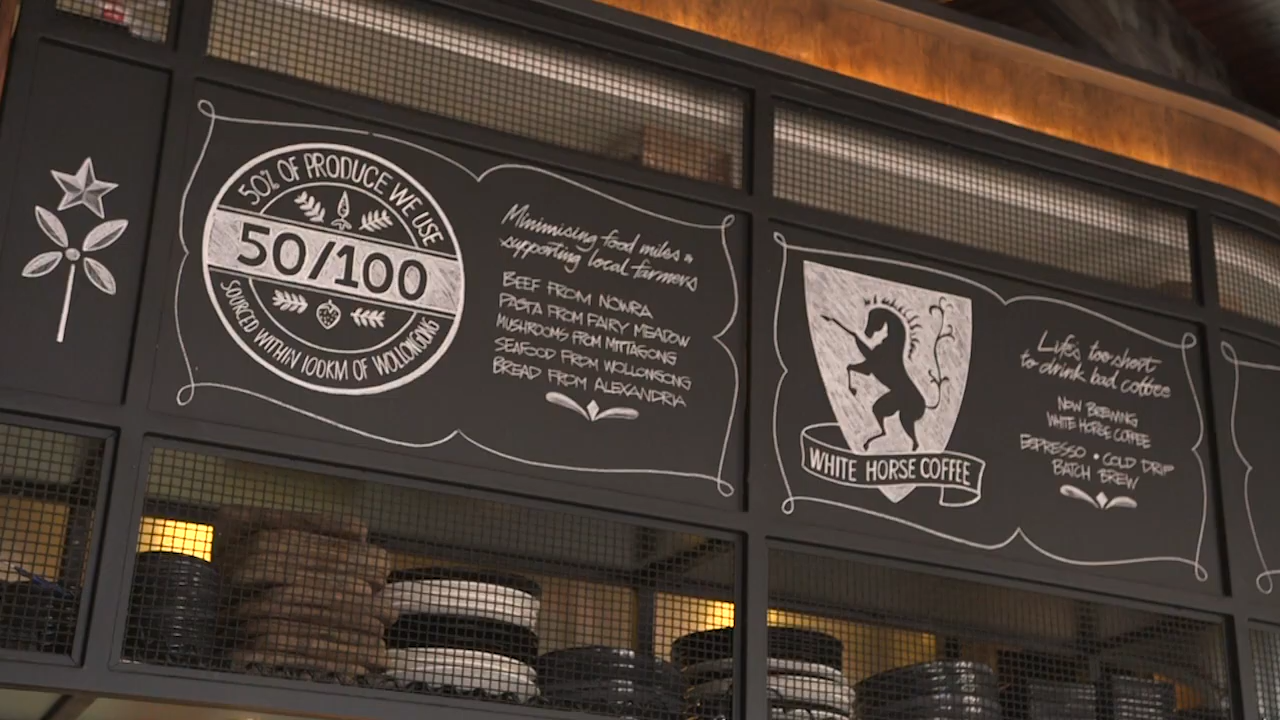 50% OF PRODUCE WE USE
50/100
SOURCED WITHIN 100KM OF WOLLONGONG
Minimising food miles &
supporting local farmers
BEEF FROM NOWRA
PASTA FROM FAIRY MEADOW
MUSHROOMS FROM MITTAGONG
SEAFOOD FROM WOLLONGONG
BREAD FROM ALEXANDRIA
WHITE HORSE COFFEE
Life's too short
to drink bad coffee
NOW BREWING
WHITE HORSE COFFEE
ESPRESSO • COLD DRIP
BATCH BREW